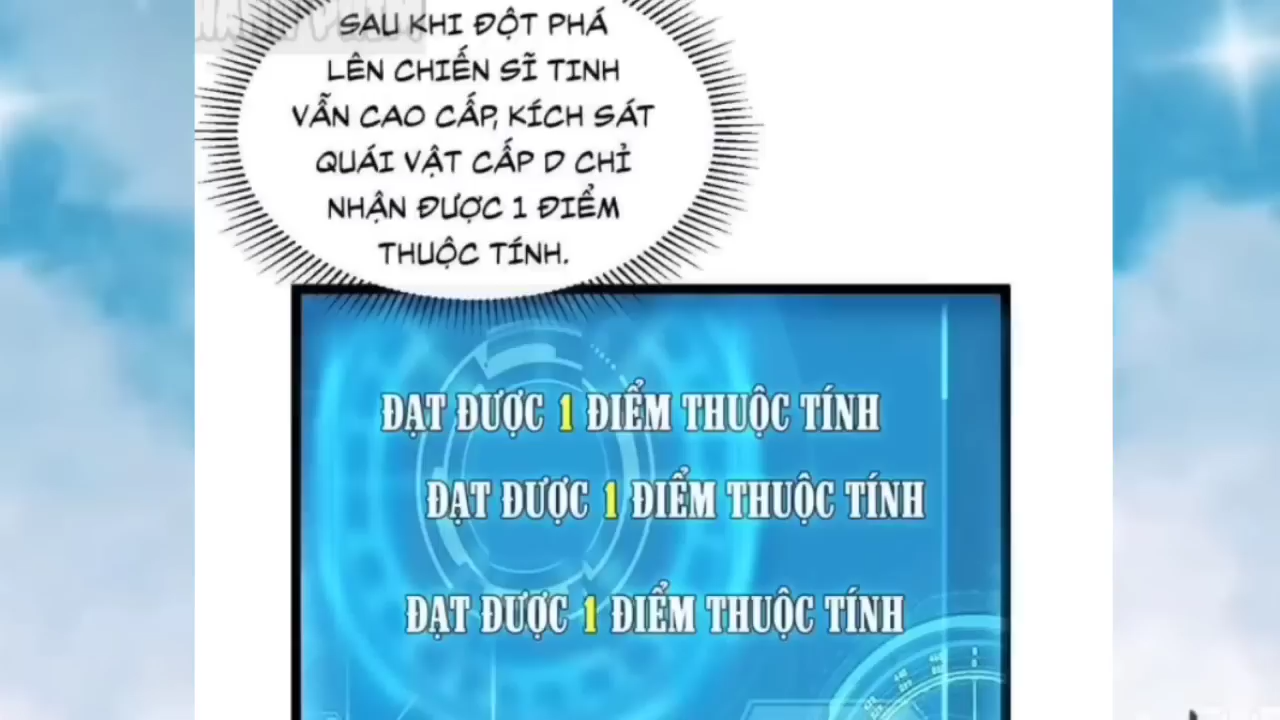 SAU KHI ĐỘT PHÁ
LÊN CHIẾN SĨ TINH
VẪN CAO CẤP, KÍCH SÁT
QUÁI VẬT CẤP D CHỈ
NHẬN ĐƯỢC 1 ĐIỂM
THUỘC TÍNH.
ĐẠT ĐƯỢC 1 ĐIỂM THUỘC TÍNH
ĐẠT ĐƯỢC 1 ĐIỂM THUỘC TÍNH
ĐẠT ĐƯỢC 1 ĐIỂM THUỘC TÍNH